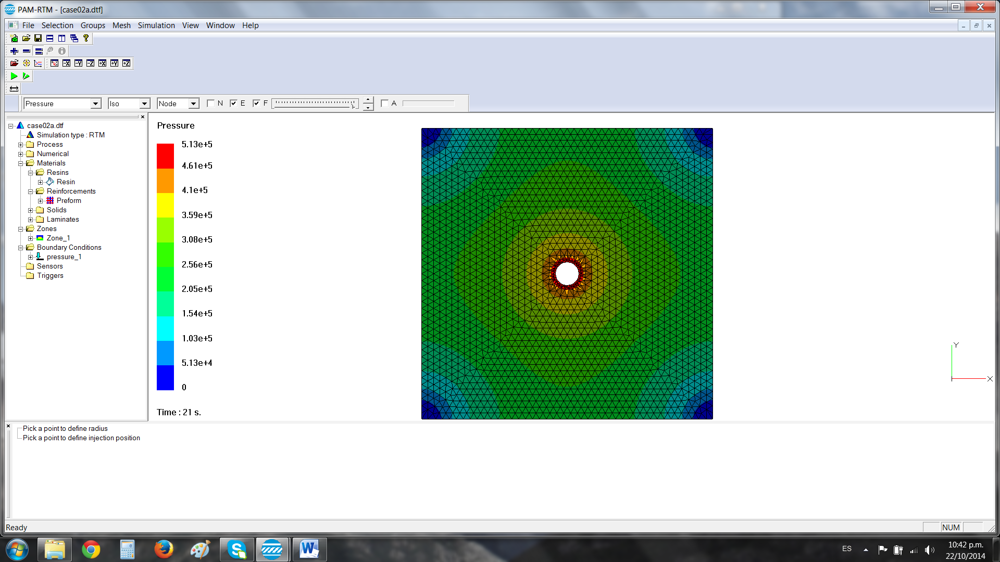 PAM-RTM - [case02a.dtf]
File Selection Groups Mesh Simulation View Window Help
Pressure Iso Node N E F A
case02a.dtf
Simulation type : RTM
Process
Numerical
Materials
Resins
Resin
Reinforcements
Preform
Solids
Laminates
Zones
Zone_1
Boundary Conditions
pressure_1
Sensors
Triggers
Pressure
5.13e+5
4.61e+5
4.1e+5
3.59e+5
3.08e+5
2.56e+5
2.05e+5
1.54e+5
1.03e+5
5.13e+4
0
Time : 21 s.
Y
X
Pick a point to define radius
Pick a point to define injection position
Ready
NUM
ES
10:42 p.m.
22/10/2014